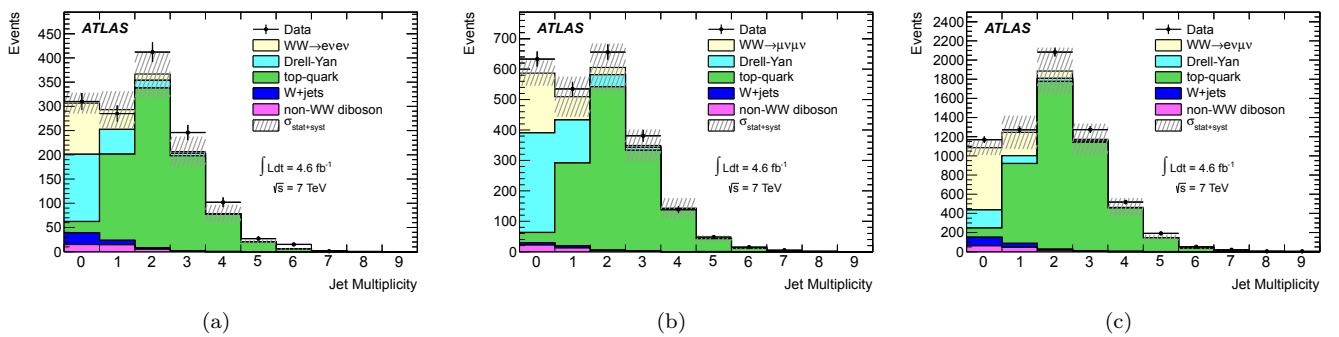 Events
450
400
350
300
250
200
150
100
50
0
ATLAS
Data
WW→eνeν
Drell-Yan
top-quark
W+jets
non-WW diboson
σstat+syst
∫ Ldt = 4.6 fb-1
√s = 7 TeV
0 1 2 3 4 5 6 7 8 9
Jet Multiplicity
(a)
Events
700
600
500
400
300
200
100
0
ATLAS
Data
WW→μνμν
Drell-Yan
top-quark
W+jets
non-WW diboson
σstat+syst
∫ Ldt = 4.6 fb-1
√s = 7 TeV
0 1 2 3 4 5 6 7 8 9
Jet Multiplicity
(b)
Events
2400
2200
2000
1800
1600
1400
1200
1000
800
600
400
200
0
ATLAS
Data
WW→eνμν
Drell-Yan
top-quark
W+jets
non-WW diboson
σstat+syst
∫ Ldt = 4.6 fb-1
√s = 7 TeV
0 1 2 3 4 5 6 7 8 9
Jet Multiplicity
(c)